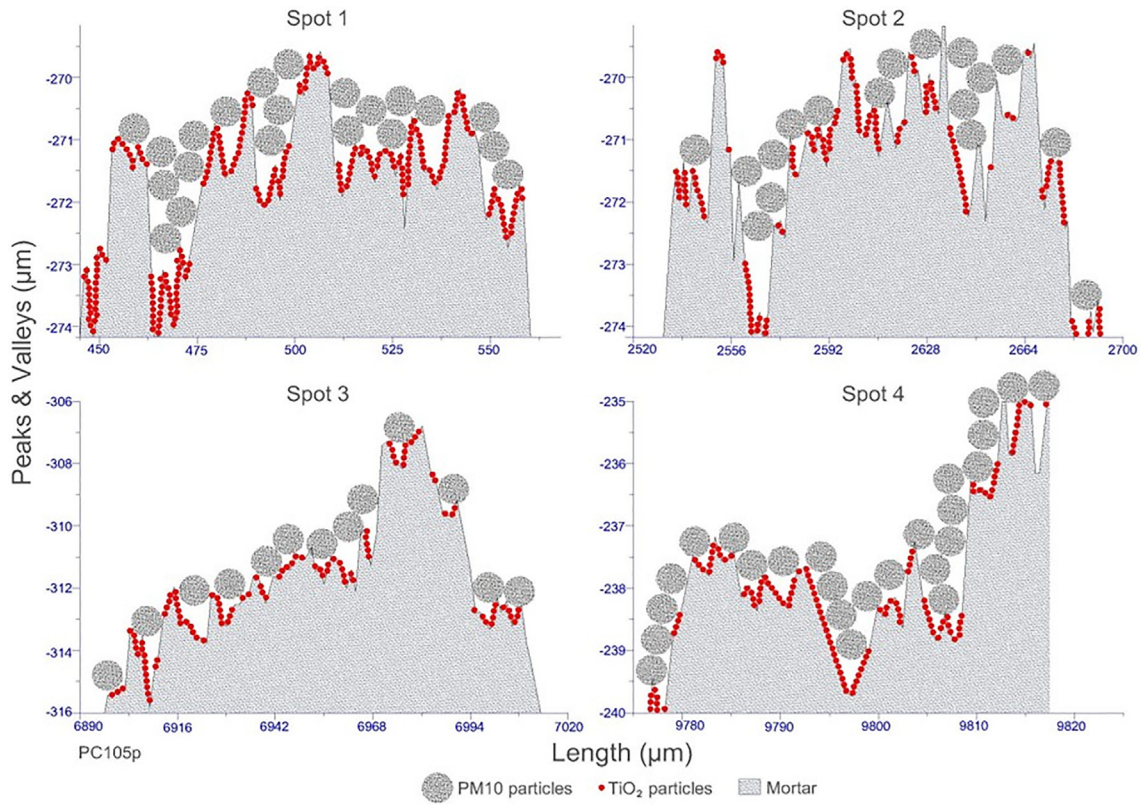 Spot 1
Spot 2
-270
-271
-272
-273
-274
450 475 500 525 550
-270
-271
-272
-273
-274
2520 2556 2592 2628 2664 2700
Peaks & Valleys (µm)
Spot 3
Spot 4
-306
-308
-310
-312
-314
-316
6890 6916 6942 6968 6994 7020
-235
-236
-237
-238
-239
-240
9780 9790 9800 9810 9820
PC105p
Length (µm)
PM10 particles TiO₂ particles Mortar